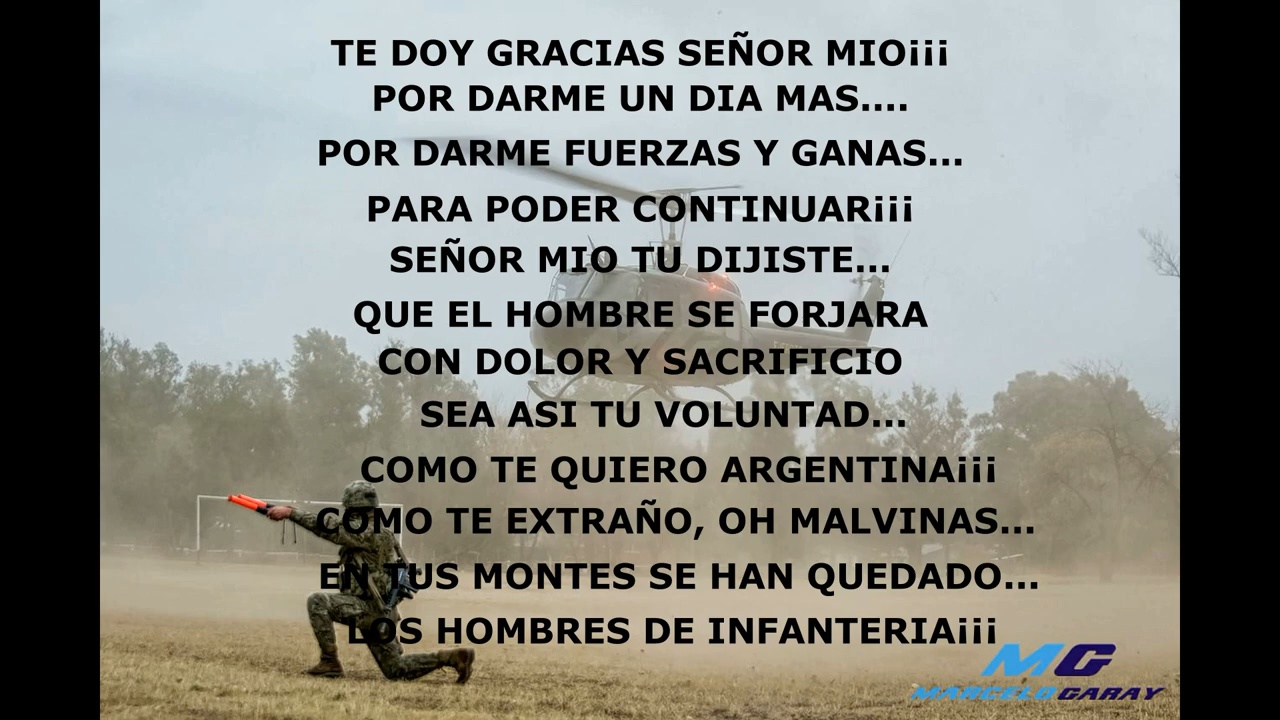 TE DOY GRACIAS SEÑOR MIO¡¡¡
POR DARME UN DIA MAS....
POR DARME FUERZAS Y GANAS...
PARA PODER CONTINUAR¡¡¡
SEÑOR MIO TU DIJISTE...
QUE EL HOMBRE SE FORJARA
CON DOLOR Y SACRIFICIO
SEA ASI TU VOLUNTAD...
COMO TE QUIERO ARGENTINA¡¡¡
COMO TE EXTRAÑO, OH MALVINAS...
EN TUS MONTES SE HAN QUEDADO...
LOS HOMBRES DE INFANTERIA¡¡¡
MG
MARCELO GARAY